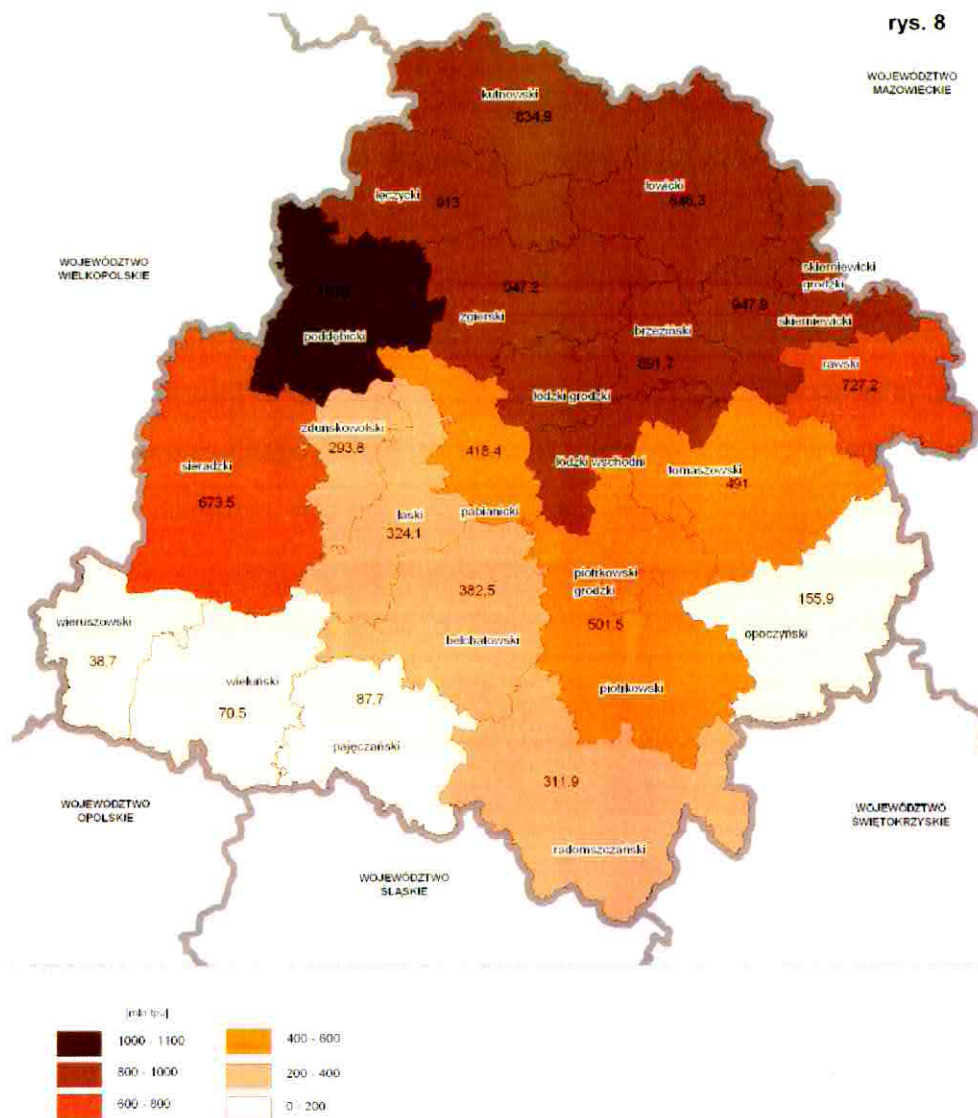 rys. 8
WOJEWÓDZTWO
MAZOWIECKIE
kutnowski
834,9
łęczycki
913
łowicki
WOJEWÓDZTWO
WIELKOPOLSKIE
skierniewicki
grodzki
947.2
947,9
zgierski
brzeziński
skierniewicki
poddębicki
891,7
rawski
727.2
łódzki grodzki
zduńskowolski
293.8
418.4
łódzki wschodni
tomaszowski
491
sieradzki
673.5
łaski
324.1
pabianicki
piotrkowski
grodzki
382,5
501.5
155.9
wieruszowski
38.7
bełchatowski
opoczyński
wieluński
70.5
87.7
piotrkowski
pajęczański
311.9
WOJEWÓDZTWO
OPOLSKIE
WOJEWÓDZTWO
ŚWIĘTOKRZYSKIE
radomszczański
WOJEWÓDZTWO
ŚLĄSKIE
1000 - 1100
400 - 600
800 - 1000
200 - 400
600 - 800
0 - 200